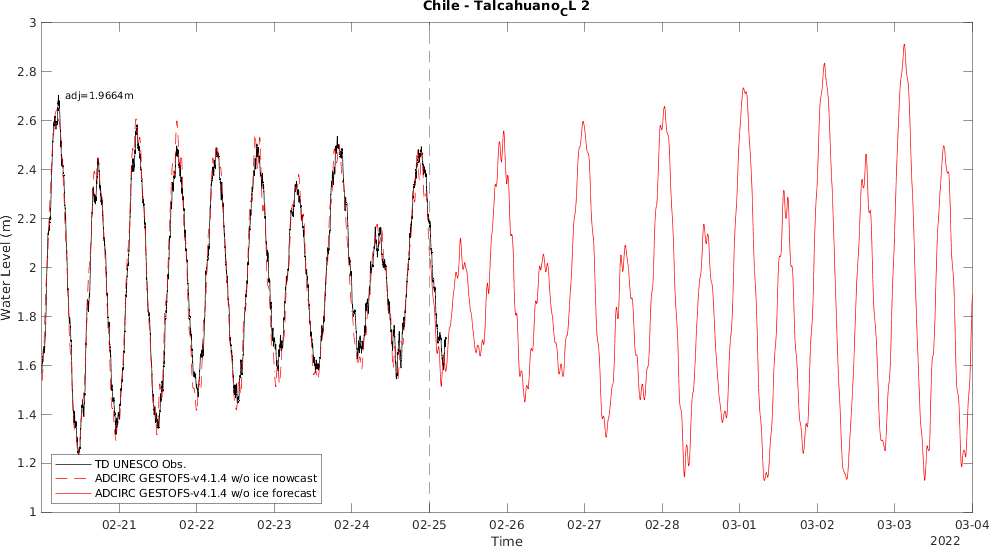 Chile - Talcahuano_CL 2
adj=1.9664m
Water Level (m)
3
2.8
2.6
2.4
2.2
2
1.8
1.6
1.4
1.2
1
TD UNESCO Obs.
ADCIRC GESTOFS-v4.1.4 w/o ice nowcast
ADCIRC GESTOFS-v4.1.4 w/o ice forecast
02-21 02-22 02-23 02-24 02-25 02-26 02-27 02-28 03-01 03-02 03-03 03-04
Time
2022